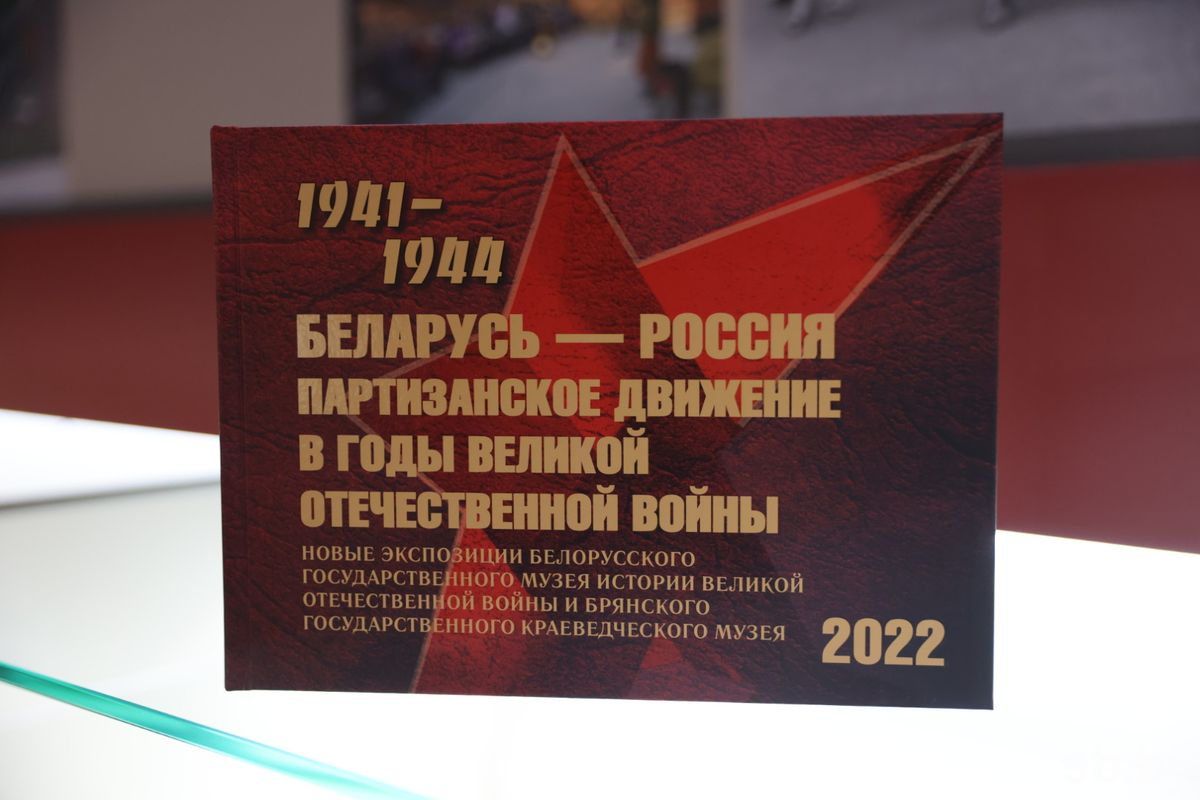 1941–
1944
БЕЛАРУСЬ — РОССИЯ
ПАРТИЗАНСКОЕ ДВИЖЕНИЕ
В ГОДЫ ВЕЛИКОЙ
ОТЕЧЕСТВЕННОЙ ВОЙНЫ
НОВЫЕ ЭКСПОЗИЦИИ БЕЛОРУССКОГО
ГОСУДАРСТВЕННОГО МУЗЕЯ ИСТОРИИ ВЕЛИКОЙ
ОТЕЧЕСТВЕННОЙ ВОЙНЫ И БРЯНСКОГО
ГОСУДАРСТВЕННОГО КРАЕВЕДЧЕСКОГО МУЗЕЯ
2022